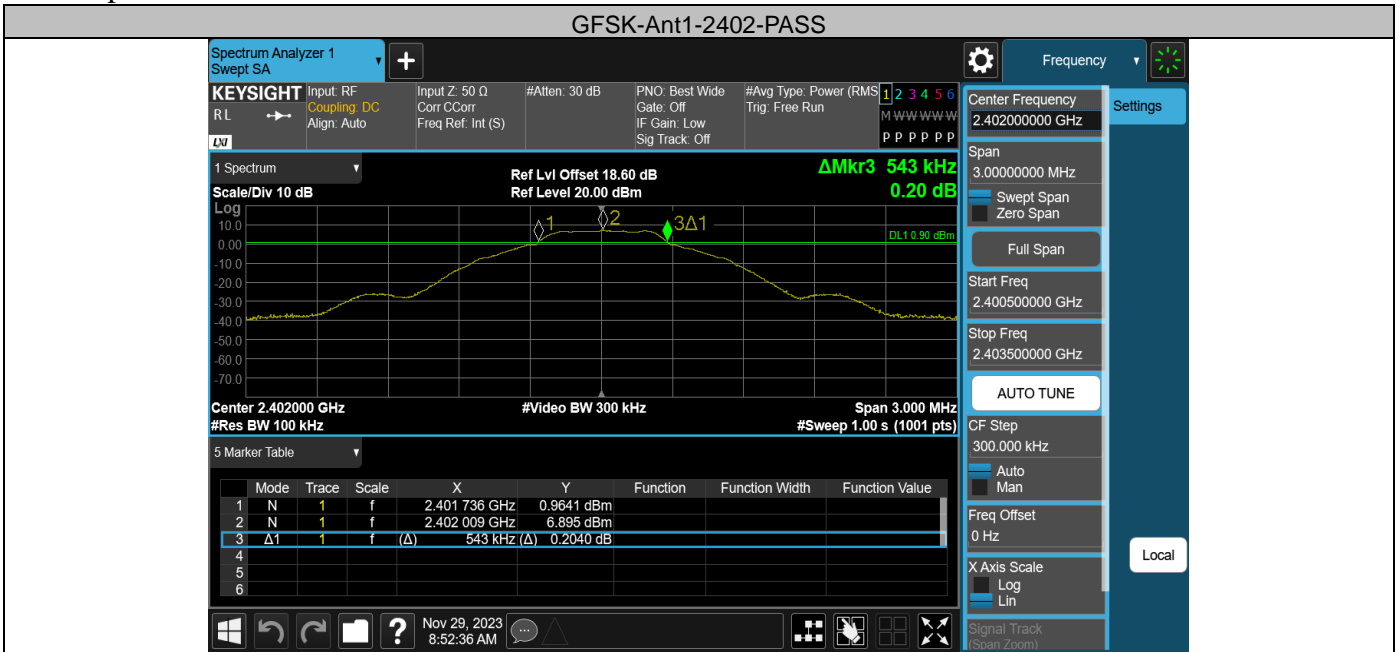 GFSK-Ant1-2402-PASS
Spectrum Analyzer 1
Swept SA
Frequency
KEYSIGHT
RL
LXI
Input: RF
Coupling: DC
Align: Auto
Input Z: 50 Ω
Corr CCorr
Freq Ref: Int (S)
#Atten: 30 dB
PNO: Best Wide
Gate: Off
IF Gain: Low
Sig Track: Off
#Avg Type: Power (RMS
Trig: Free Run
1 2 3 4 5 6
M W W W W W
P P P P P P
Center Frequency
2.402000000 GHz
Settings
1 Spectrum
Scale/Div 10 dB
Ref Lvl Offset 18.60 dB
Ref Level 20.00 dBm
ΔMkr3 543 kHz
0.20 dB
Log
10.0
0.00
-10.0
-20.0
-30.0
-40.0
-50.0
-60.0
-70.0
1
2
3Δ1
DL1 0.90 dBm
Center 2.402000 GHz
#Video BW 300 kHz
Span 3.000 MHz
#Res BW 100 kHz
#Sweep 1.00 s (1001 pts)
Span
3.00000000 MHz
Swept Span
Zero Span
Full Span
Start Freq
2.400500000 GHz
Stop Freq
2.403500000 GHz
AUTO TUNE
CF Step
300.000 kHz
Auto
Man
Freq Offset
0 Hz
X Axis Scale
Log
Lin
Signal Track
(Span Zoom)
Local
5 Marker Table
Mode Trace Scale X Y Function Function Width Function Value
1 N 1 f 2.401 736 GHz 0.9641 dBm
2 N 1 f 2.402 009 GHz 6.895 dBm
3 Δ1 1 f (Δ) 543 kHz (Δ) 0.2040 dB
4
5
6
?
Nov 29, 2023
8:52:36 AM